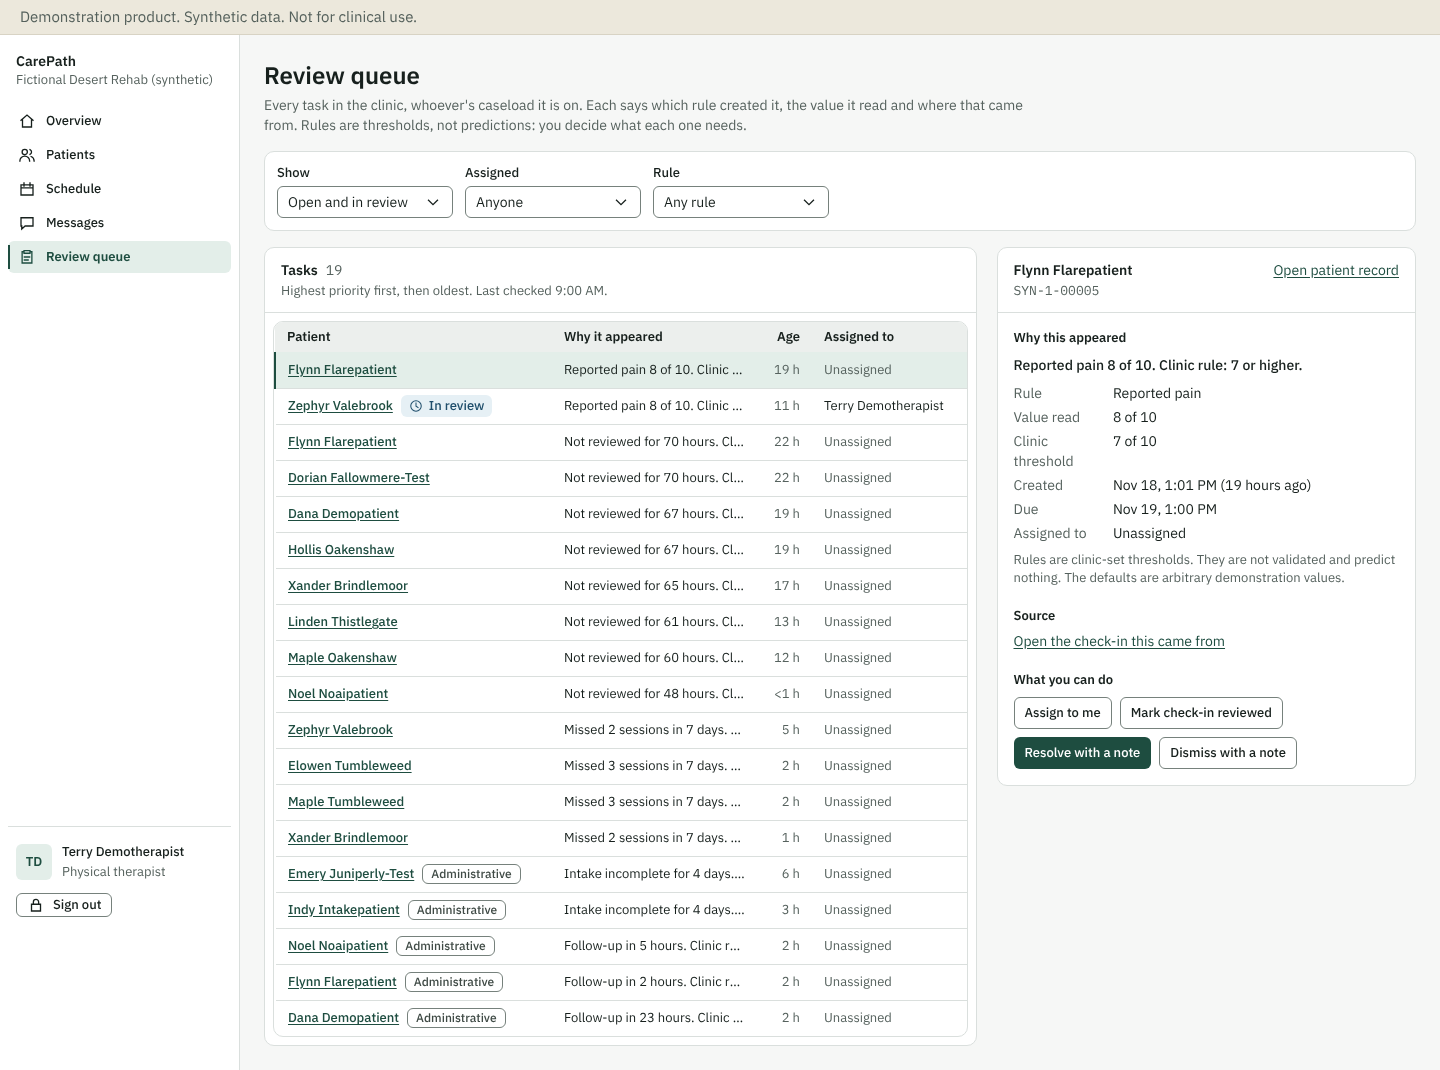 Demonstration product. Synthetic data. Not for clinical use.
CarePath
Fictional Desert Rehab (synthetic)
Overview
Patients
Schedule
Messages
Review queue
Terry Demotherapist
TD
Physical therapist
Sign out
Review queue
Every task in the clinic, whoever's caseload it is on. Each says which rule created it, the value it read and where that came
from. Rules are thresholds, not predictions: you decide what each one needs.
Show Assigned Rule
Open and in review Anyone Any rule
Tasks 19
Highest priority first, then oldest. Last checked 9:00 AM.
Patient Why it appeared Age Assigned to
Flynn Flarepatient Reported pain 8 of 10. Clinic ... 19 h Unassigned
Zephyr Valebrook In review Reported pain 8 of 10. Clinic ... 11 h Terry Demotherapist
Flynn Flarepatient Not reviewed for 70 hours. Cl... 22 h Unassigned
Dorian Fallowmere-Test Not reviewed for 70 hours. Cl... 22 h Unassigned
Dana Demopatient Not reviewed for 67 hours. Cl... 19 h Unassigned
Hollis Oakenshaw Not reviewed for 67 hours. Cl... 19 h Unassigned
Xander Brindlemoor Not reviewed for 65 hours. Cl... 17 h Unassigned
Linden Thistlegate Not reviewed for 61 hours. Cl... 13 h Unassigned
Maple Oakenshaw Not reviewed for 60 hours. Cl... 12 h Unassigned
Noel Noaipatient Not reviewed for 48 hours. Cl... <1 h Unassigned
Zephyr Valebrook Missed 2 sessions in 7 days. ... 5 h Unassigned
Elowen Tumbleweed Missed 3 sessions in 7 days. ... 2 h Unassigned
Maple Tumbleweed Missed 3 sessions in 7 days. ... 2 h Unassigned
Xander Brindlemoor Missed 2 sessions in 7 days. ... 1 h Unassigned
Emery Juniperly-Test Administrative Intake incomplete for 4 days.... 6 h Unassigned
Indy Intakepatient Administrative Intake incomplete for 4 days.... 3 h Unassigned
Noel Noaipatient Administrative Follow-up in 5 hours. Clinic r... 2 h Unassigned
Flynn Flarepatient Administrative Follow-up in 2 hours. Clinic r... 2 h Unassigned
Dana Demopatient Administrative Follow-up in 23 hours. Clinic ... 2 h Unassigned
Flynn Flarepatient Open patient record
SYN-1-00005
Why this appeared
Reported pain 8 of 10. Clinic rule: 7 or higher.
Rule Reported pain
Value read 8 of 10
Clinic 7 of 10
threshold
Created Nov 18, 1:01 PM (19 hours ago)
Due Nov 19, 1:00 PM
Assigned to Unassigned
Rules are clinic-set thresholds. They are not validated and predict
nothing. The defaults are arbitrary demonstration values.
Source
Open the check-in this came from
What you can do
Assign to me Mark check-in reviewed
Resolve with a note Dismiss with a note